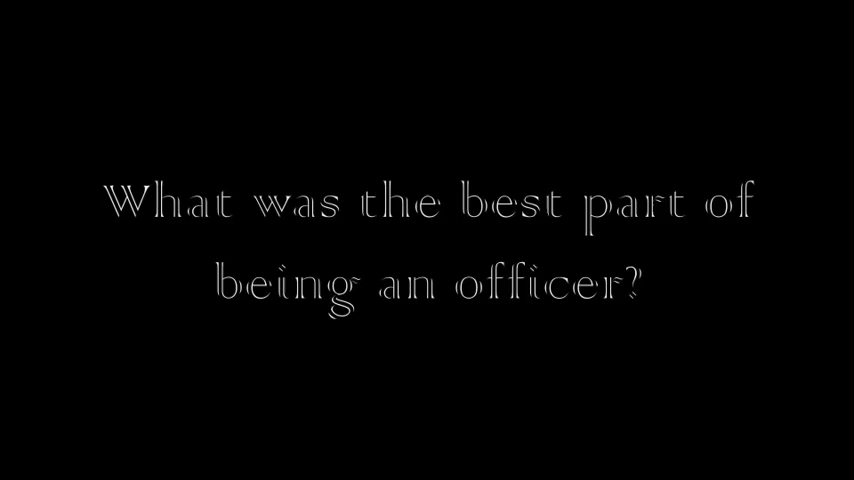 What was the best part of
being an officer?